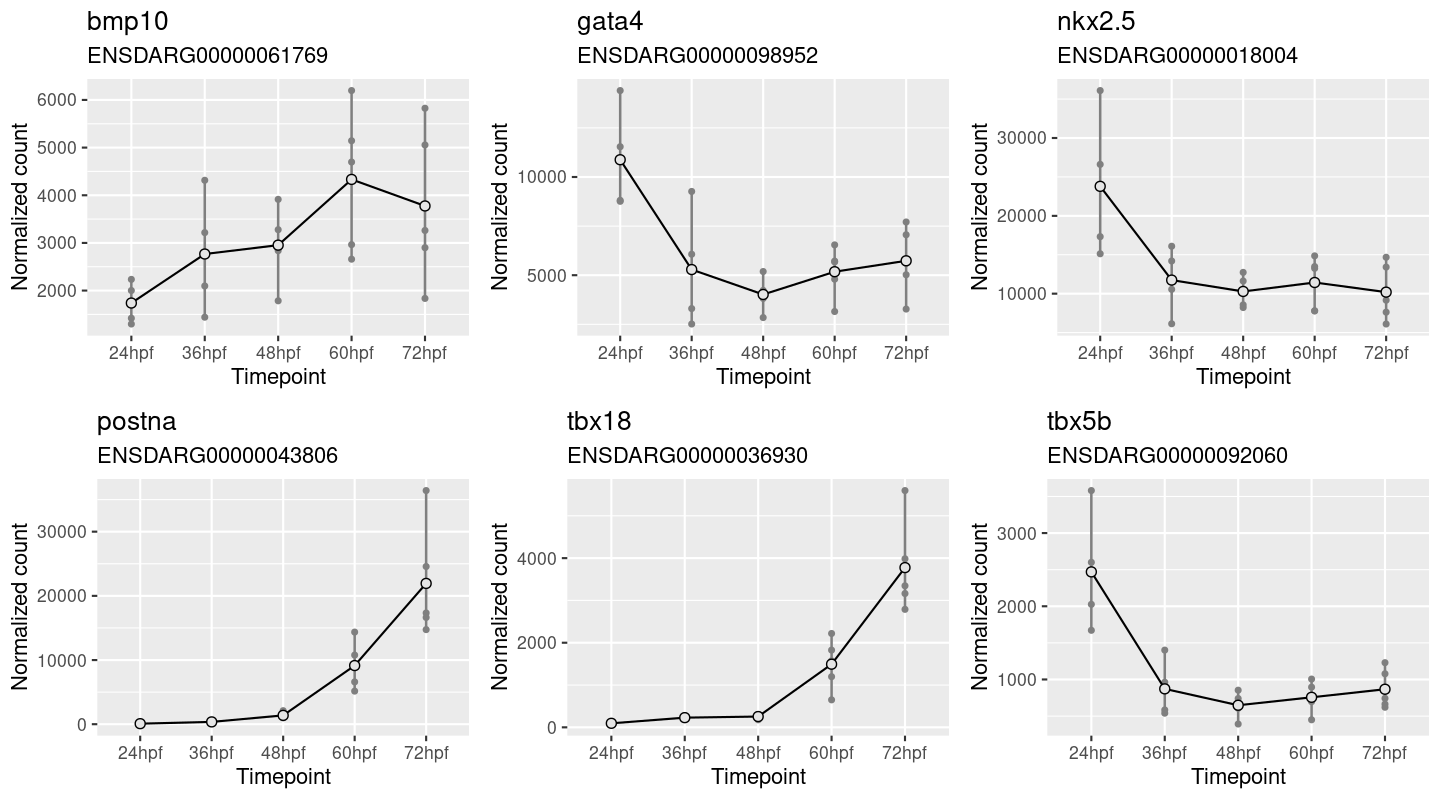 bmp10
ENSDARG00000061769
Normalized count
6000
5000
4000
3000
2000
24hpf 36hpf 48hpf 60hpf 72hpf
Timepoint
gata4
ENSDARG00000098952
Normalized count
10000
5000
24hpf 36hpf 48hpf 60hpf 72hpf
Timepoint
nkx2.5
ENSDARG00000018004
Normalized count
30000
20000
10000
24hpf 36hpf 48hpf 60hpf 72hpf
Timepoint
postna
ENSDARG00000043806
Normalized count
30000
20000
10000
0
24hpf 36hpf 48hpf 60hpf 72hpf
Timepoint
tbx18
ENSDARG00000036930
Normalized count
4000
2000
0
24hpf 36hpf 48hpf 60hpf 72hpf
Timepoint
tbx5b
ENSDARG00000092060
Normalized count
3000
2000
1000
24hpf 36hpf 48hpf 60hpf 72hpf
Timepoint